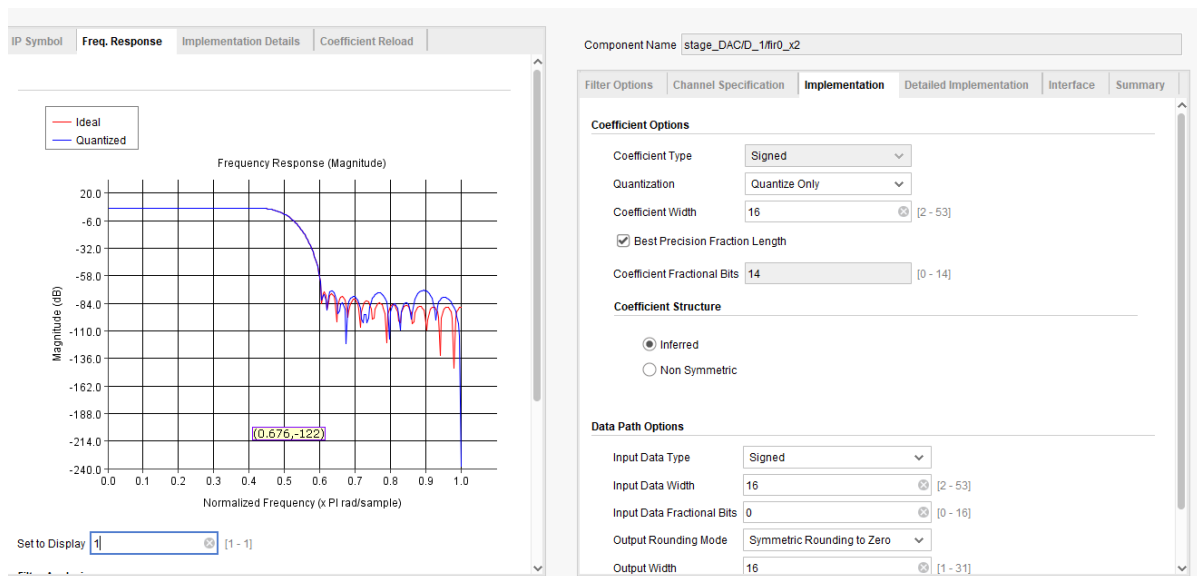 IP Symbol Freq. Response Implementation Details Coefficient Reload
Ideal
Quantized
Frequency Response (Magnitude)
20.0
-6.0
-32.0
-58.0
-84.0
-110.0
-136.0
-162.0
-188.0
-214.0
-240.0
Magnitude (dB)
(0.676,-122)
0.0 0.1 0.2 0.3 0.4 0.5 0.6 0.7 0.8 0.9 1.0
Normalized Frequency (x PI rad/sample)
Set to Display 1 [1 - 1]
Component Name stage_DAC/D_1/fir0_x2
Filter Options Channel Specification Implementation Detailed Implementation Interface Summary
Coefficient Options
Coefficient Type Signed
Quantization Quantize Only
Coefficient Width 16 [2 - 53]
Best Precision Fraction Length
Coefficient Fractional Bits 14 [0 - 14]
Coefficient Structure
Inferred
Non Symmetric
Data Path Options
Input Data Type Signed
Input Data Width 16 [2 - 53]
Input Data Fractional Bits 0 [0 - 16]
Output Rounding Mode Symmetric Rounding to Zero
Output Width 16 [1 - 31]